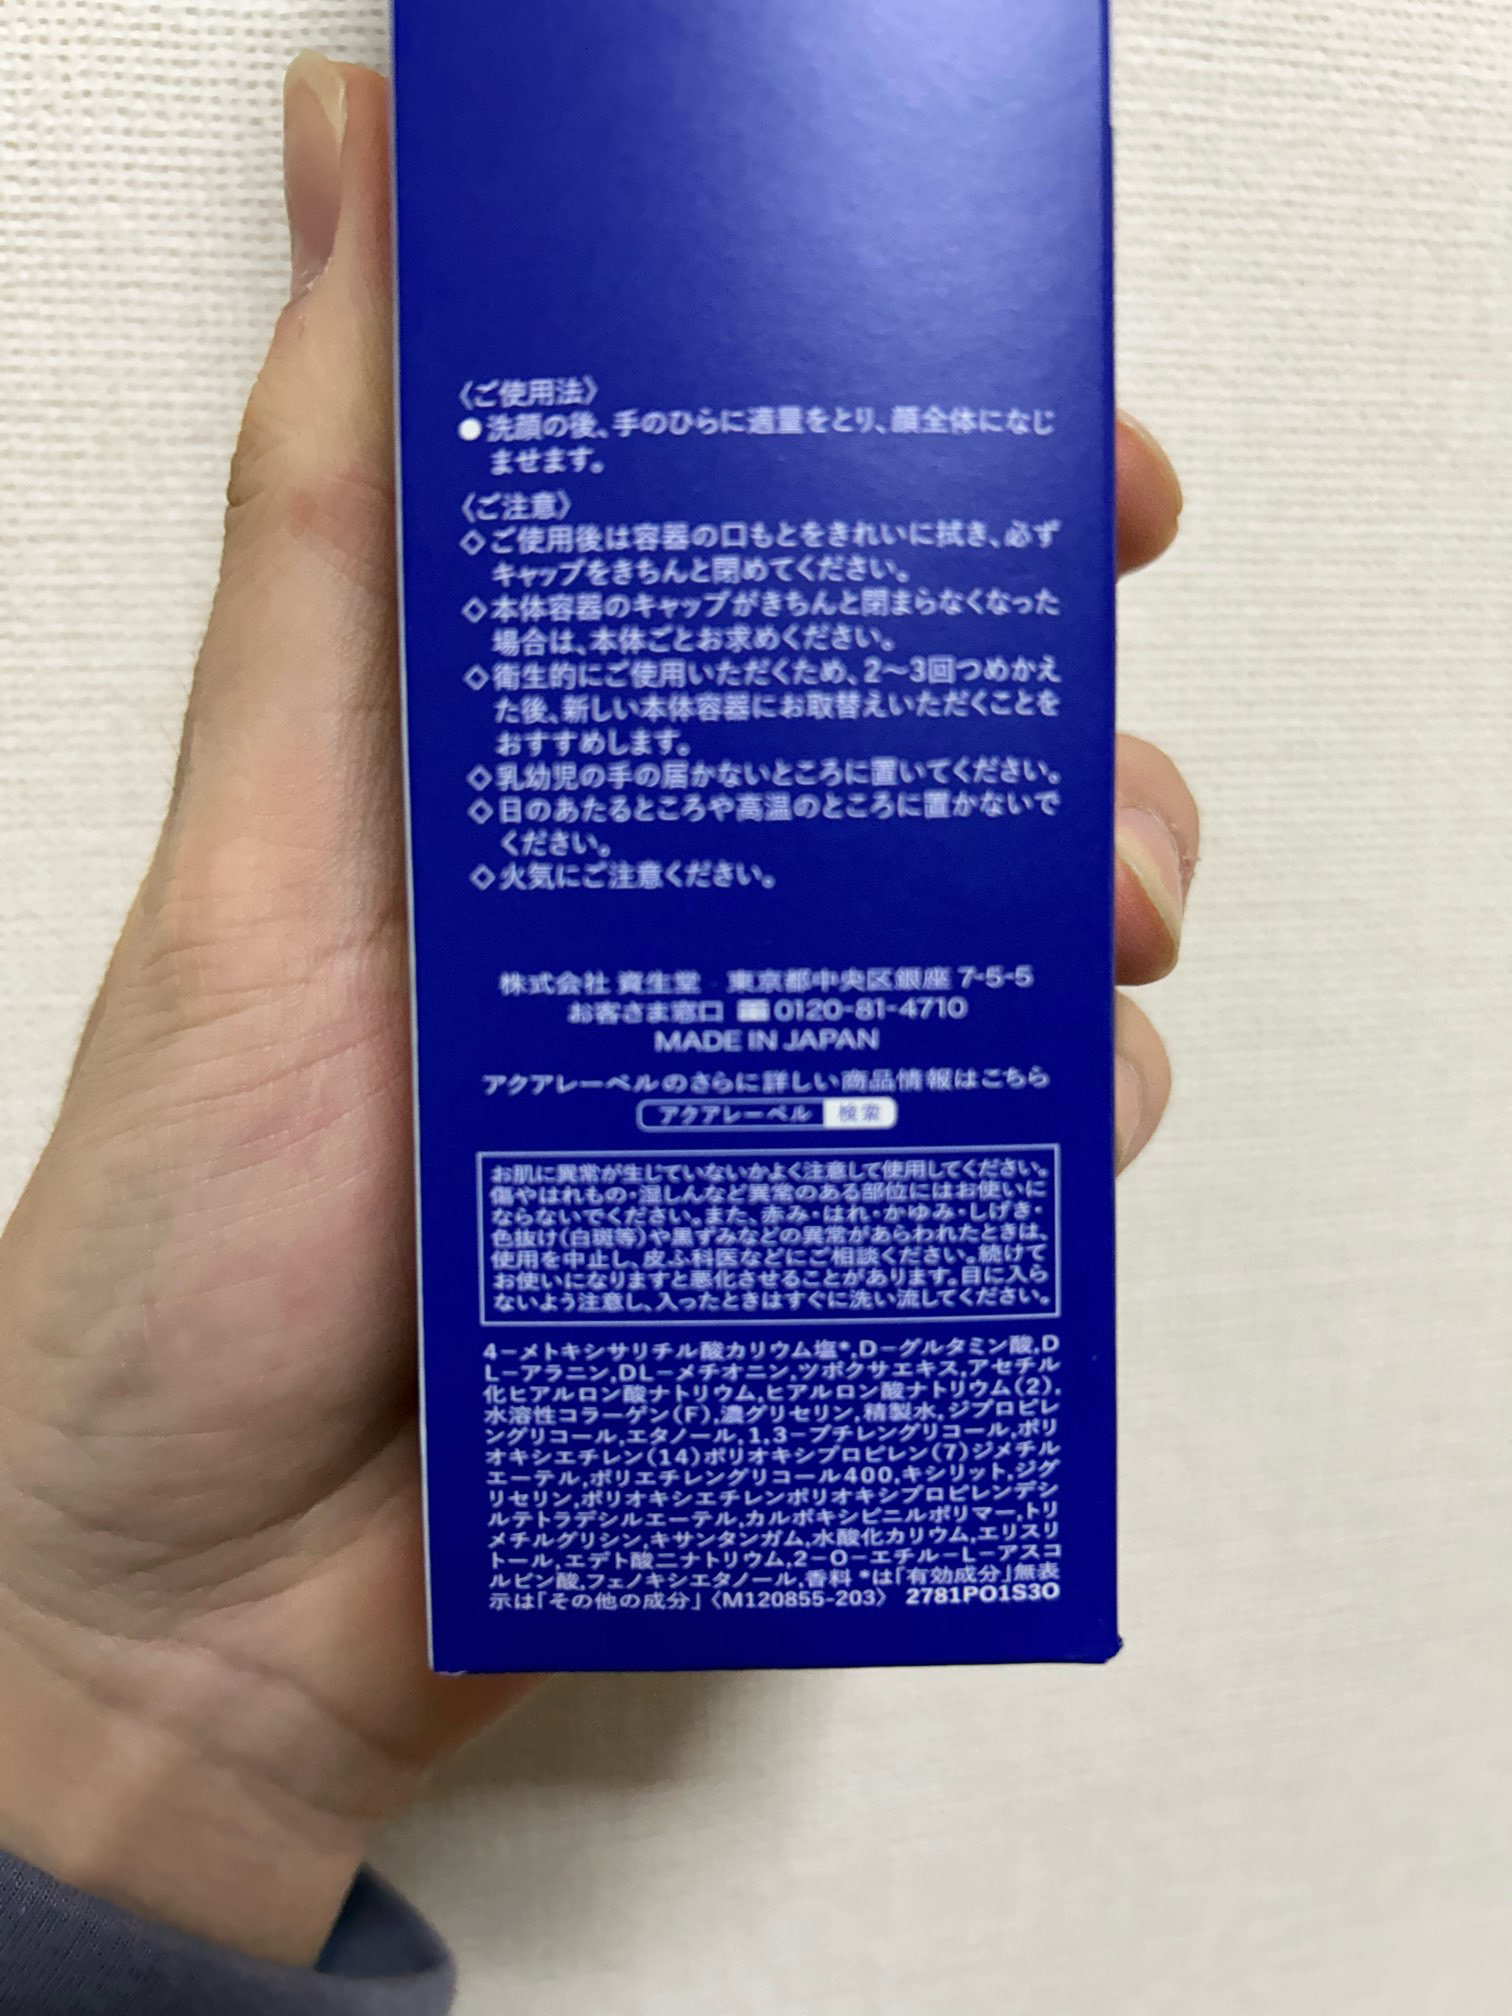 〈ご使用法〉
●洗顔の後、手のひらに適量をとり、顔全体になじ
ませます。
〈ご注意〉
◇ご使用後は容器の口もとをきれいに拭き、必ず
キャップをきちんと閉めてください。
◇本体容器のキャップがきちんと閉まらなくなった
場合は、本体ごとお求めください。
◇衛生的にご使用いただくため、2〜3回つめかえ
た後、新しい本体容器にお取替えいただくことを
おすすめします。
◇乳幼児の手の届かないところに置いてください。
◇日のあたるところや高温のところに置かないで
ください。
◇火気にご注意ください。
株式会社 資生堂 東京都中央区銀座 7-5-5
お客さま窓口 0120-81-4710
MADE IN JAPAN
アクアレーベルのさらに詳しい商品情報はこちら
アクアレーベル 検索
お肌に異常が生じていないかよく注意して使用してください。
傷やはれもの・湿しんなど異常のある部位にはお使いに
ならないでください。また、赤み・はれ・かゆみ・しげき・
色抜け(白斑等)や黒ずみなどの異常があらわれたときは、
使用を中止し、皮ふ科医などにご相談ください。続けて
お使いになりますと悪化させることがあります。目に入ら
ないよう注意し、入ったときはすぐに洗い流してください。
4-メトキシサリチル酸カリウム塩*,D-グルタミン酸,D
L-アラニン,DL-メチオニン,ツボクサエキス,アセチル
化ヒアルロン酸ナトリウム,ヒアルロン酸ナトリウム(2),
水溶性コラーゲン(F),濃グリセリン,精製水,ジプロピレ
ングリコール,エタノール,1,3-ブチレングリコール,ポリ
オキシエチレン(14)ポリオキシプロピレン(7)ジメチル
エーテル,ポリエチレングリコール400,キシリット,ジグ
リセリン,ポリオキシエチレンポリオキシプロピレンデシ
ルテトラデシルエーテル,カルボキシビニルポリマー,トリ
メチルグリシン,キサンタンガム,水酸化カリウム,エリスリ
トール,エデト酸二ナトリウム,2-O-エチル-L-アスコ
ルビン酸,フェノキシエタノール,香料 *は「有効成分」無表
示は「その他の成分」〈M120855-203〉 2781PO1S3O